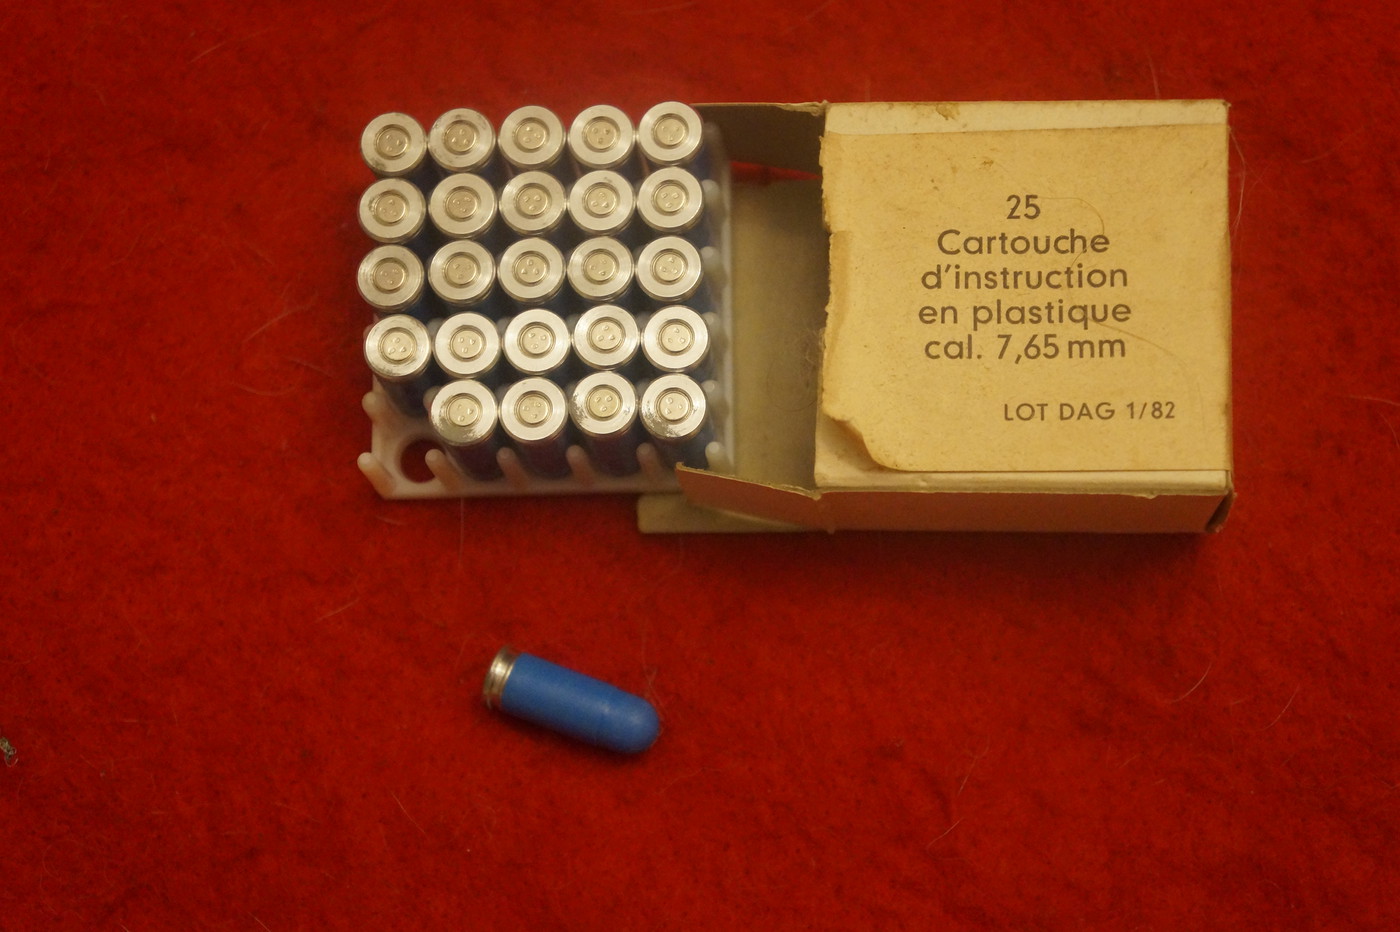 25
Cartouche
d'instruction
en plastique
cal. 7,65 mm
LOT DAG 1/82